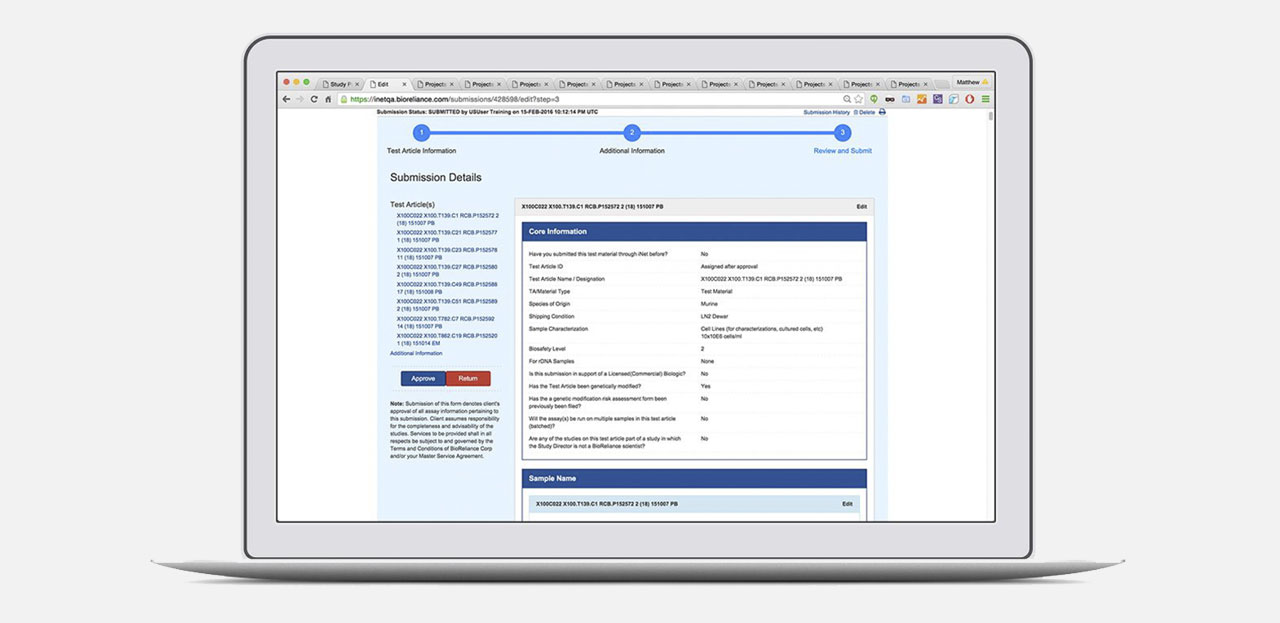 Study P
Edit
Projects
Projects
Projects
Projects
Projects
Projects
Projects
Projects
Projects
Projects
Projects
Matthew
https://inetqa.bioreliance.com/submissions/428598/edit?step=3
Submission Status: SUBMITTED by USUser Training on 15-FEB-2016 10:12:14 PM UTC
Submission History Delete
1 2 3
Test Article Information Additional Information Review and Submit
Submission Details
Test Article(s)
X100C022 X100.T139.C1 RCB.P152572 2
(18) 151007 PB
X100C022 X100.T139.C21 RCB.P152577
1 (18) 151007 PB
X100C022 X100.T139.C23 RCB.P152578
11 (18) 151007 PB
X100C022 X100.T139.C27 RCB.P152580
2 (18) 151007 PB
X100C022 X100.T139.C49 RCB.P152588
17 (18) 151008 PB
X100C022 X100.T139.C51 RCB.P152589
2 (18) 151007 PB
X100C022 X100.T782.C7 RCB.P152592
14 (18) 151007 PB
X100C022 X100.T862.C19 RCB.P152520
1 (18) 151014 EM
Additional Information
Approve Return
Note: Submission of this form denotes client's
approval of all assay information pertaining to
this submission. Client assumes responsibility
for the completeness and advisability of the
studies. Services to be provided shall in all
respects be subject to and governed by the
Terms and Conditions of BioReliance Corp
and/or your Master Service Agreement.
X100C022 X100.T139.C1 RCB.P152572 2 (18) 151007 PB Edit
Core Information
Have you submitted this test material through iNet before? No
Test Article ID Assigned after approval
Test Article Name / Designation X100C022 X100.T139.C1 RCB.P152572 2 (18) 151007 PB
TA/Material Type Test Material
Species of Origin Murine
Shipping Condition LN2 Dewar
Sample Characterization Cell Lines (for characterizations, cultured cells, etc)
10x10E6 cells/ml
Biosafety Level 2
For rDNA Samples None
Is this submission in support of a Licensed(Commercial) Biologic? No
Has the Test Article been genetically modified? Yes
Has the a genetic modification risk assessment form been No
previously been filed?
Will the assay(s) be run on multiple samples in this test article No
(batched)?
Are any of the studies on this test article part of a study in which No
the Study Director is not a BioReliance scientist?
Sample Name
X100C022 X100.T139.C1 RCB.P152572 2 (18) 151007 PB Edit